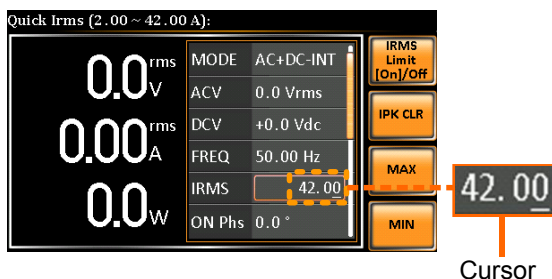 Quick Irms (2.00 ~ 42.00 A):
0.0 rms V
0.00 rms A
0.0 W
MODE AC+DC-INT
ACV 0.0 Vrms
DCV +0.0 Vdc
FREQ 50.00 Hz
IRMS 42.00
ON Phs 0.0 °
IRMS
Limit
[On]/Off
IPK CLR
MAX
MIN
42.00
Cursor